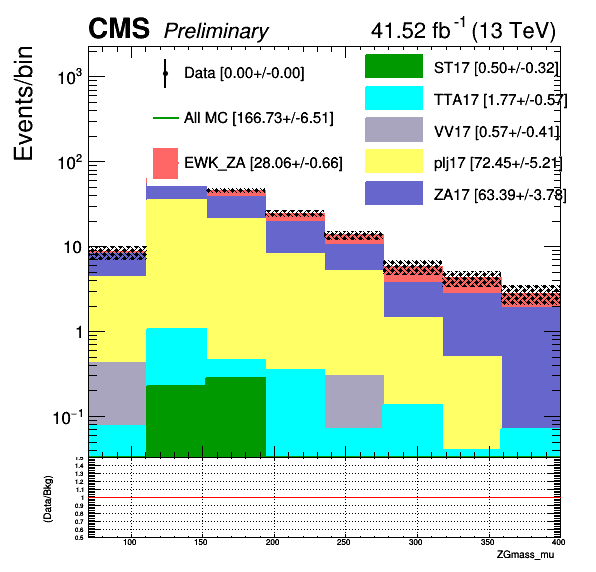 CMS Preliminary 41.52 fb⁻¹ (13 TeV)
Events/bin
10³
10²
10
1
10⁻¹
Data [0.00+/-0.00]
All MC [166.73+/-6.51]
EWK_ZA [28.06+/-0.66]
ST17 [0.50+/-0.32]
TTA17 [1.77+/-0.57]
VV17 [0.57+/-0.41]
plj17 [72.45+/-5.21]
ZA17 [63.39+/-3.78]
(Data/Bkg)
1.5
1.4
1.3
1.2
1.1
1
0.9
0.8
0.7
0.6
0.5
100 150 200 250 300 350 400
ZGmass_mu